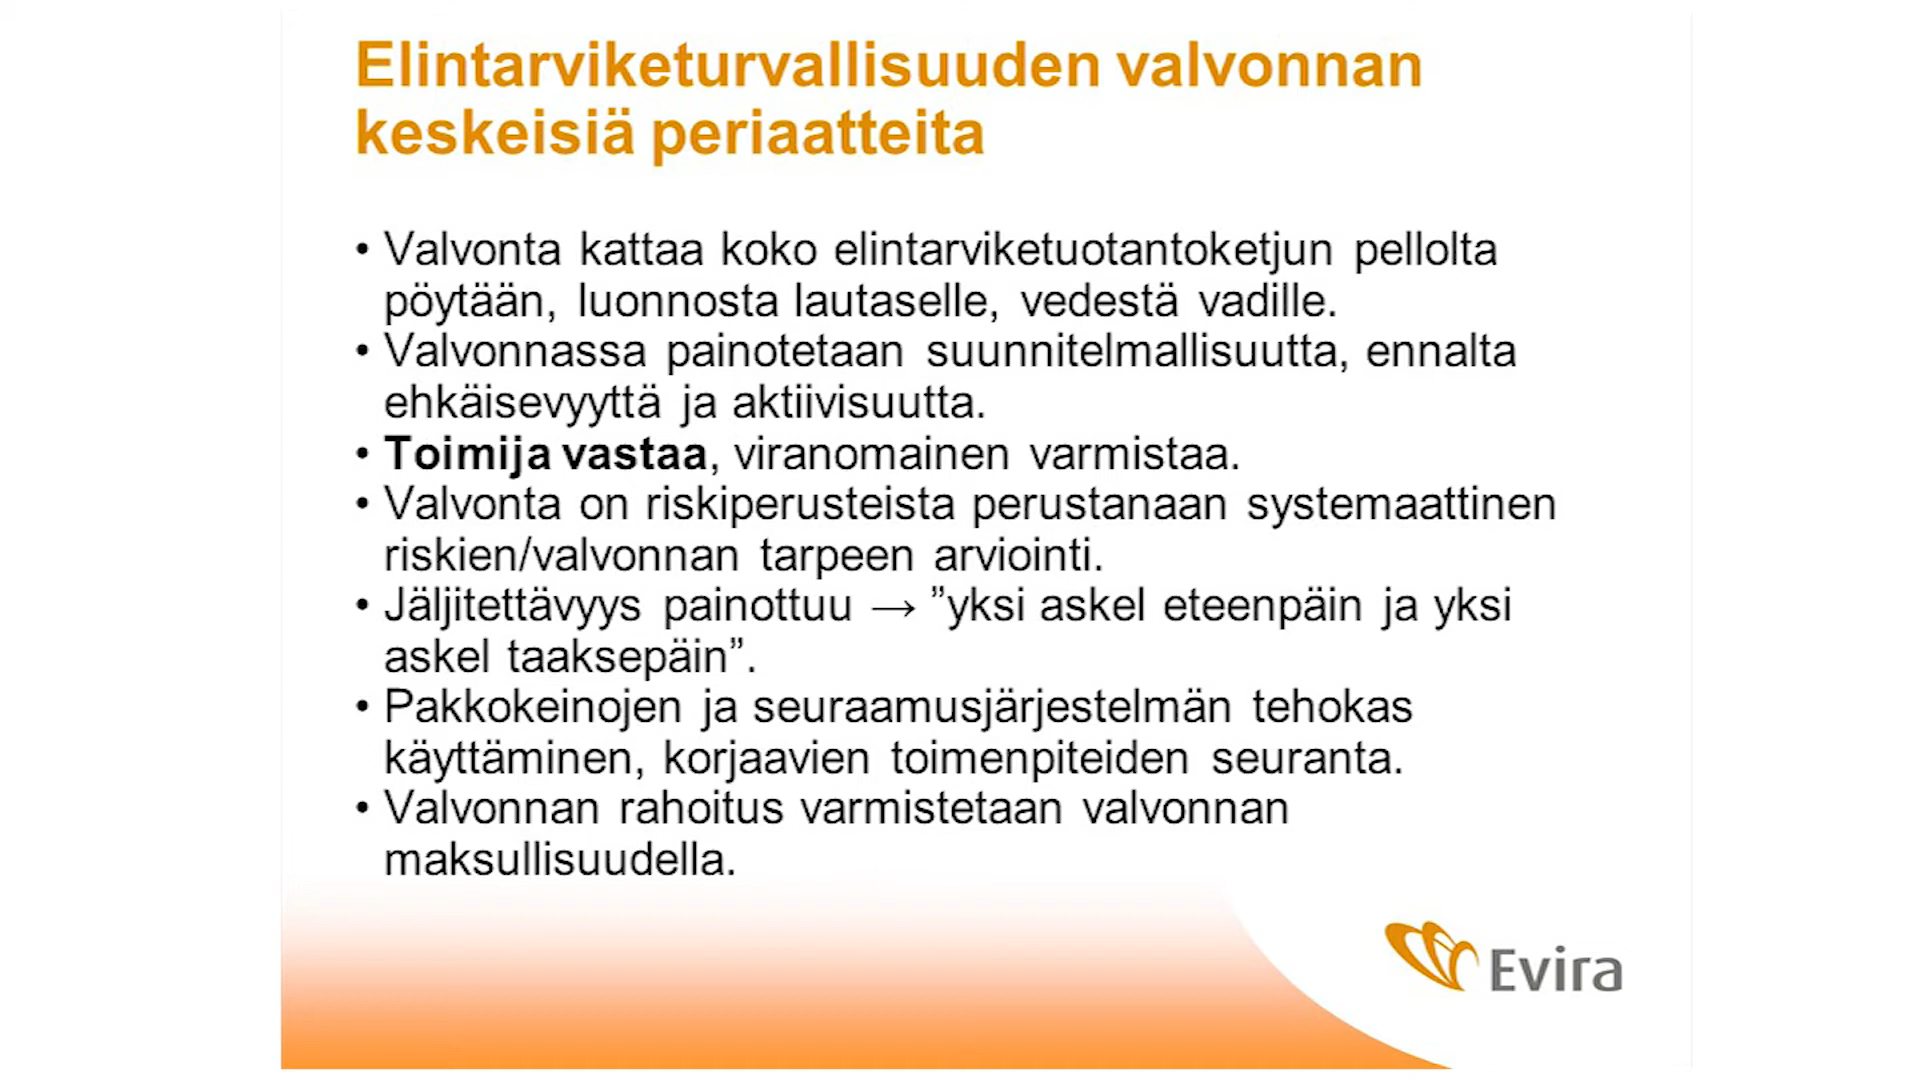 Elintarviketurvallisuuden valvonnan
keskeisiä periaatteita
• Valvonta kattaa koko elintarviketuotantoketjun pellolta
pöytään, luonnosta lautaselle, vedestä vadille.
• Valvonnassa painotetaan suunnitelmallisuutta, ennalta
ehkäisevyyttä ja aktiivisuutta.
• Toimija vastaa, viranomainen varmistaa.
• Valvonta on riskiperusteista perustanaan systemaattinen
riskien/valvonnan tarpeen arviointi.
• Jäljitettävyys painottuu → ”yksi askel eteenpäin ja yksi
askel taaksepäin”.
• Pakkokeinojen ja seuraamusjärjestelmän tehokas
käyttäminen, korjaavien toimenpiteiden seuranta.
• Valvonnan rahoitus varmistetaan valvonnan
maksullisuudella.
Evira